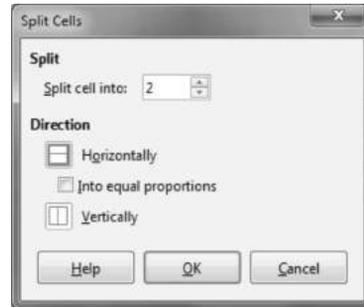 Split Cells
Split
Split cell into: 2
Direction
Horizontally
Into equal proportions
Vertically
Help OK Cancel